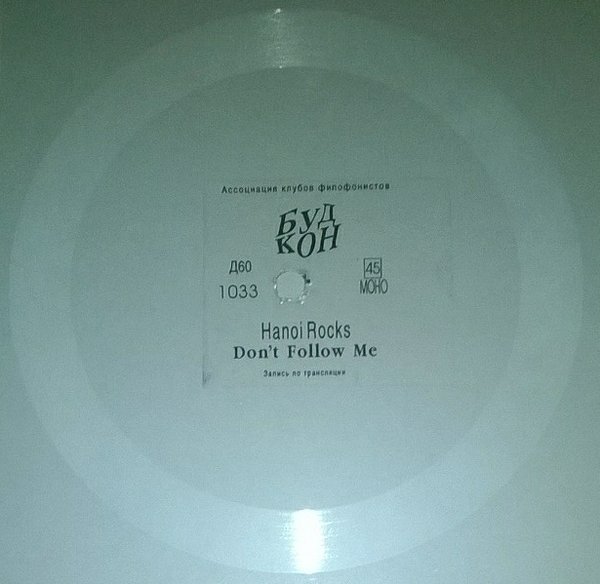 Ассоциация клубов филофонистов
БУД
КОН
Д60
45
1033
МОНО
Hanoi Rocks
Don't Follow Me
Запись по трансляции